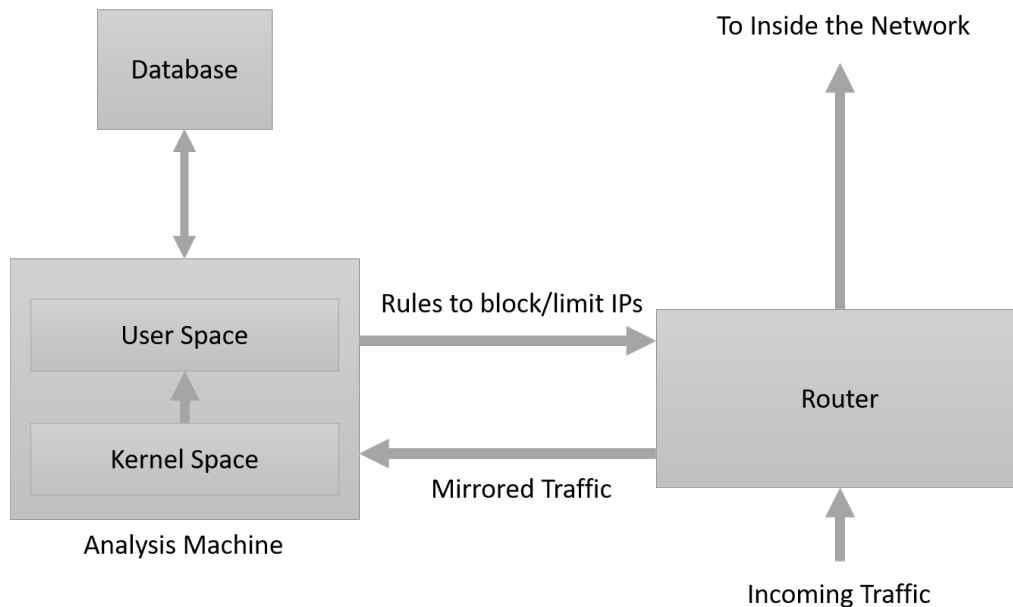 To Inside the Network
Database
User Space
Rules to block/limit IPs
Router
Kernel Space
Mirrored Traffic
Analysis Machine
Incoming Traffic